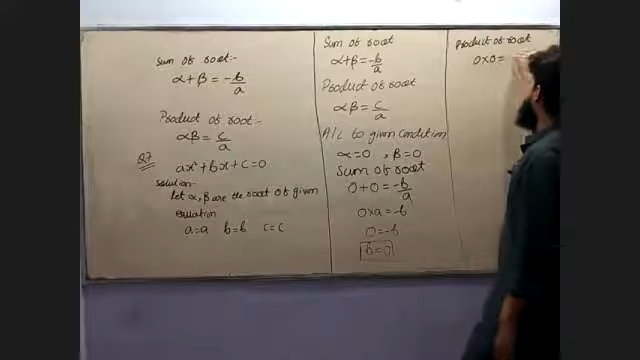 Sum of root:-
α+β = -b/a
Product of root:-
αβ = c/a
Q7 ax²+bx+c=0
Solution-
let α, β are the root of given
equation
a=a b=b c=c
Sum of root
α+β = -b/a
Product of root
αβ = c/a
A/c to given condition
α=0 , β=0
Sum of root
0+0 = -b/a
0×a = -b
0 = -b
b=0
Product of root
0×0 =